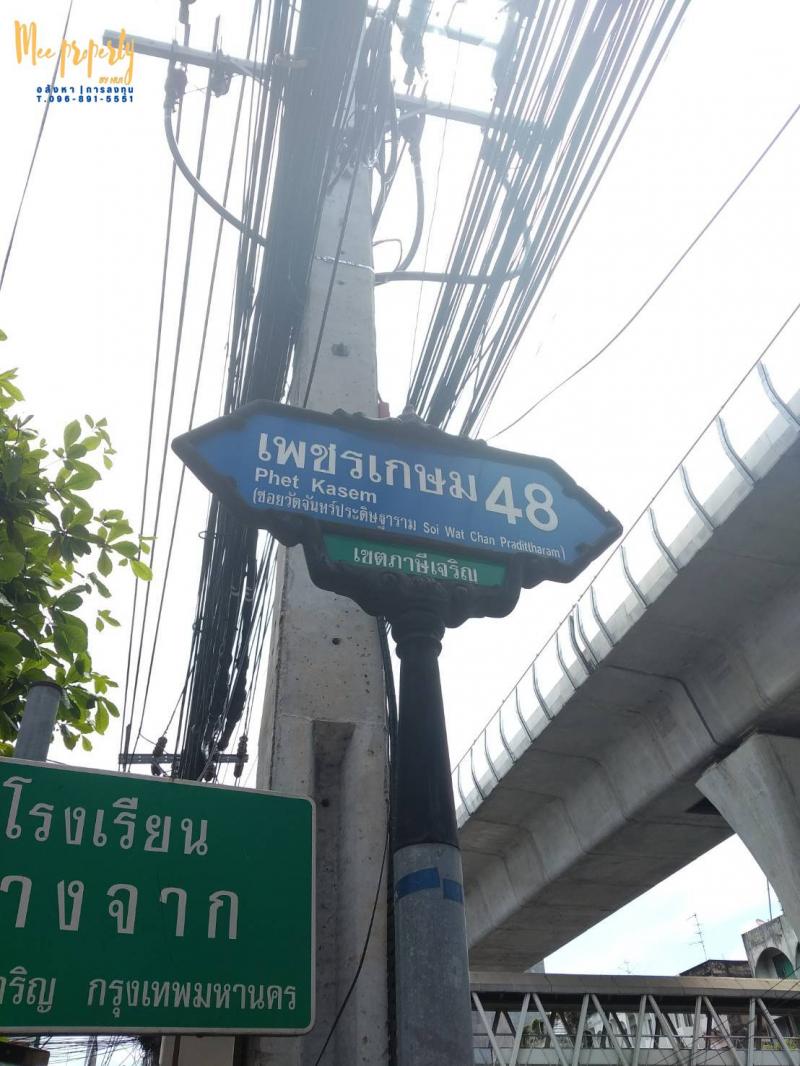 Mee property
BY NUI
อสังหา | การลงทุน
T.096-891-5551
เพชรเกษม 48
Phet Kasem
(ซอยวัดจันทร์ประดิษฐาราม Soi Wat Chan Pradittharam)
เขตภาษีเจริญ
โรงเรียน
างจาก
ริญ กรุงเทพมหานคร